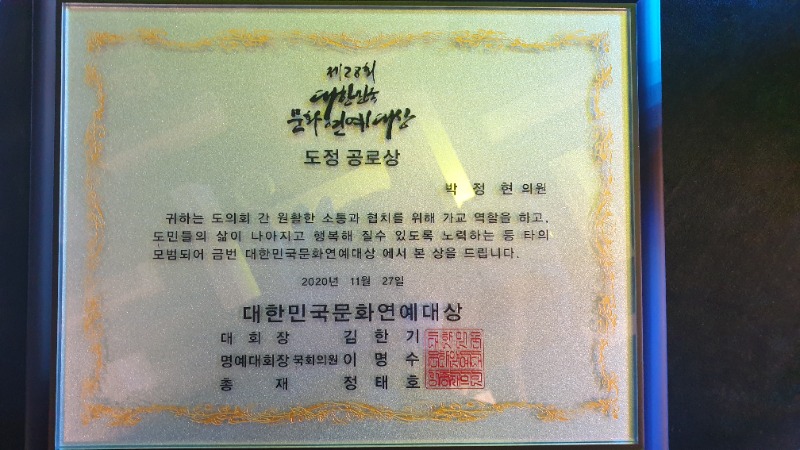 제28회
대한민국
문화연예대상
도정 공로상
박 정 현 의원
귀하는 도의회 간 원활한 소통과 협치를 위해 가교 역할을 하고,
도민들의 삶이 나아지고 행복해 질수 있도록 노력하는 등 타의
모범되어 금번 대한민국문화연예대상 에서 본 상을 드립니다.
2020년 11월 27일
대한민국문화연예대상
대 회 장 김 한 기
명예대회장 국회의원 이 명 수
총 재 정 태 호